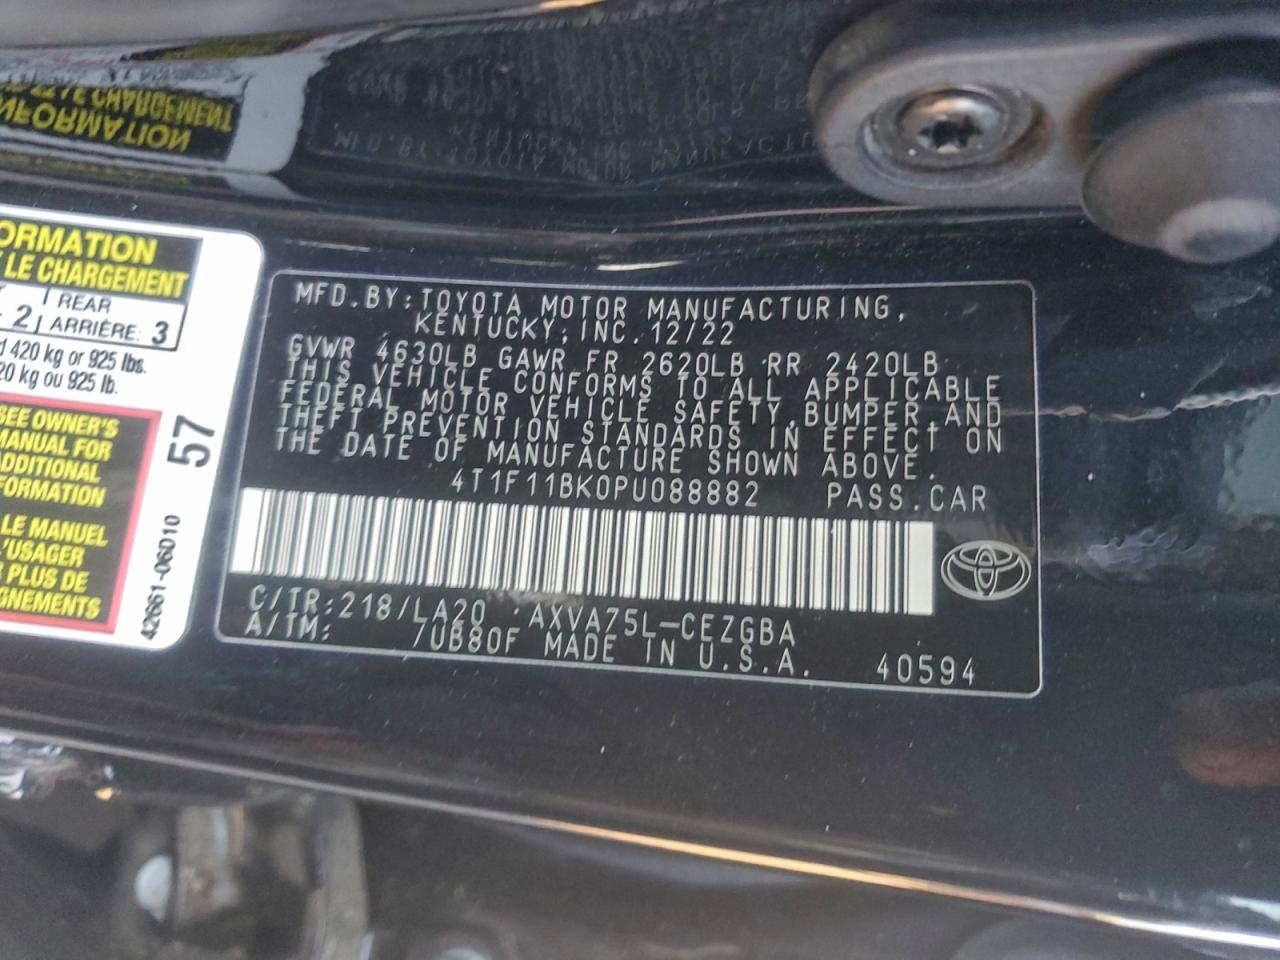 ORMATION
LE CHARGEMENT
REAR
2 ARRIÈRE: 3
420 kg or 925 lbs.
20 kg ou 925 lb.
SEE OWNER'S
MANUAL FOR
ADDITIONAL
FORMATION
LE MANUEL
L'USAGER
PLUS DE
GNEMENTS
57
42661-06010
MFD.BY:TOYOTA MOTOR MANUFACTURING,
KENTUCKY, INC. 12/22
GVWR 4630LB GAWR FR 2620LB RR 2420LB
THIS VEHICLE CONFORMS TO ALL APPLICABLE
FEDERAL MOTOR VEHICLE SAFETY,BUMPER,AND
THEFT PREVENTION STANDARDS IN EFFECT ON
THE DATE OF MANUFACTURE SHOWN ABOVE.
4T1F11BK0PU088882 PASS.CAR
C/TR:218/LA20 AXVA75L-CEZGBA
A/TM: /UB80F MADE IN U.S.A. 40594